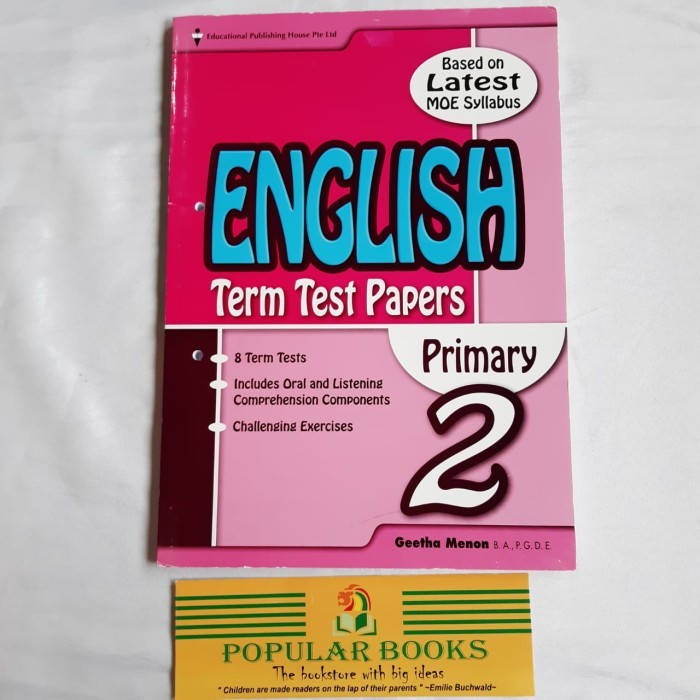 Educational Publishing House Pte Ltd
Based on
Latest
MOE Syllabus
ENGLISH
Term Test Papers
Primary
2
8 Term Tests
Includes Oral and Listening
Comprehension Components
Challenging Exercises
Geetha Menon B.A., P.G.D.E.
POPULAR BOOKS
The bookstore with big ideas
" Children are made readers on the lap of their parents " ~Emilie Buchwald~